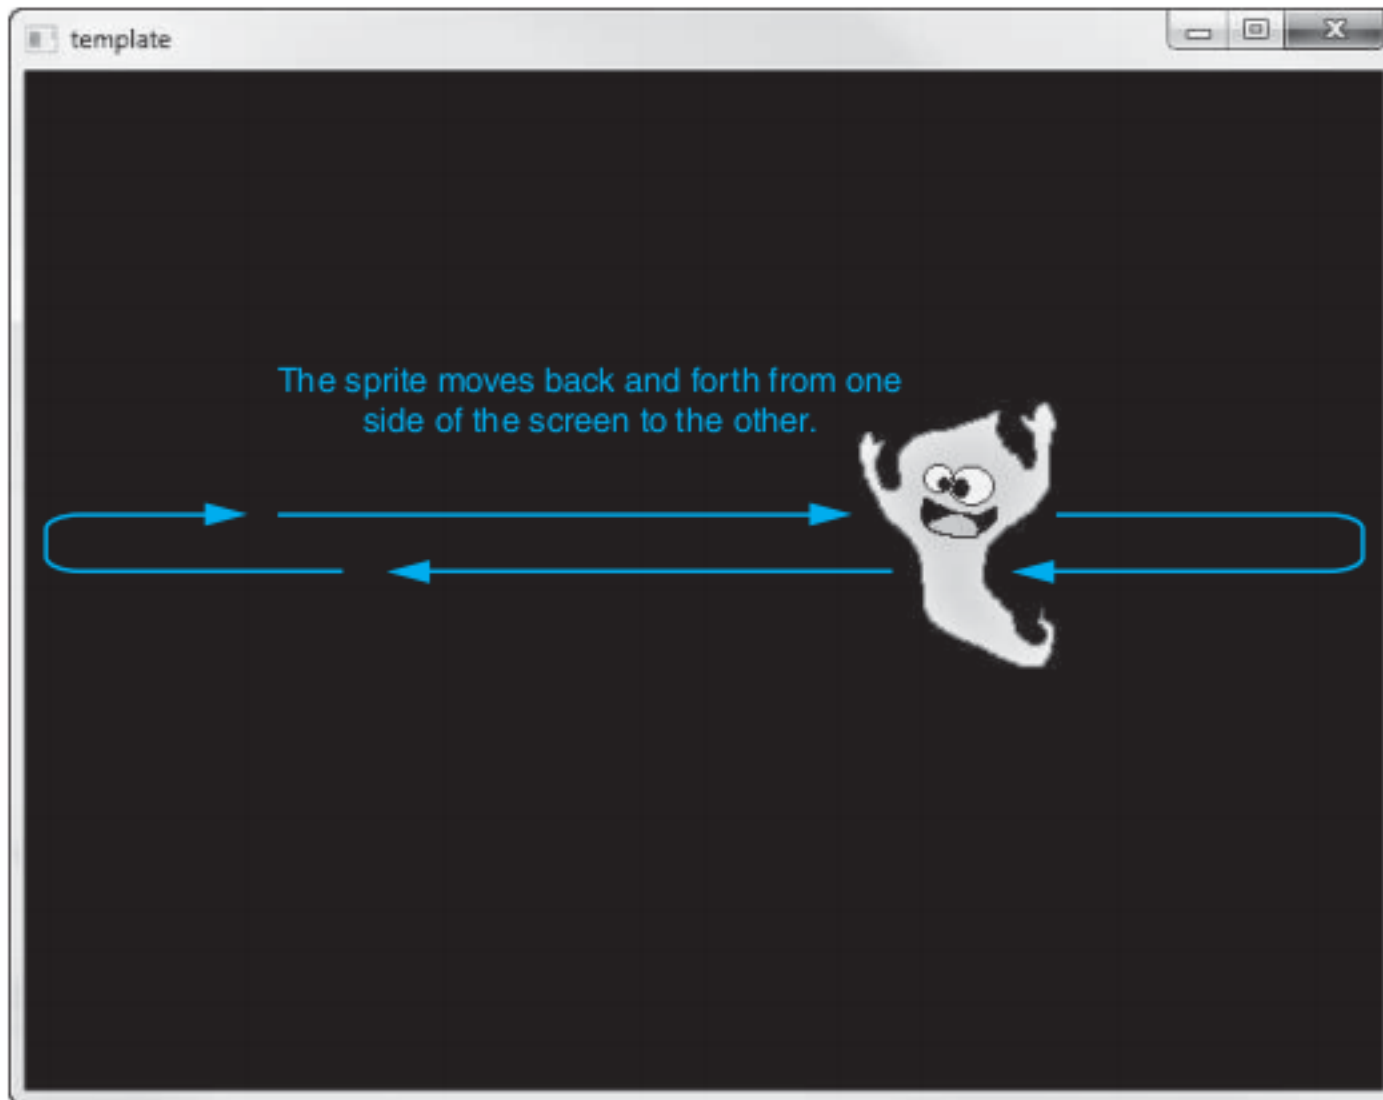 template
The sprite moves back and forth from one
side of the screen to the other.